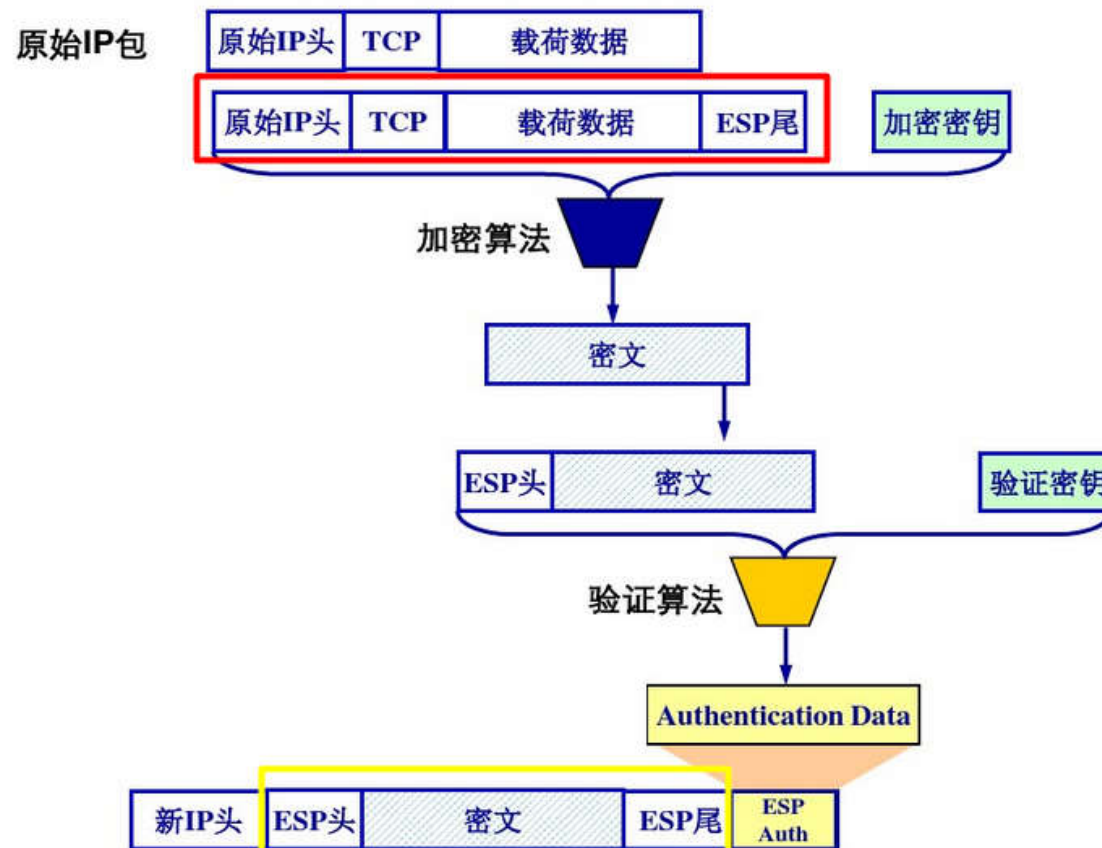 原始IP包 原始IP头 TCP 载荷数据
原始IP头 TCP 载荷数据 ESP尾 加密密钥
加密算法
密文
ESP头 密文 验证密钥
验证算法
Authentication Data
新IP头 ESP头 密文 ESP尾 ESP
Auth